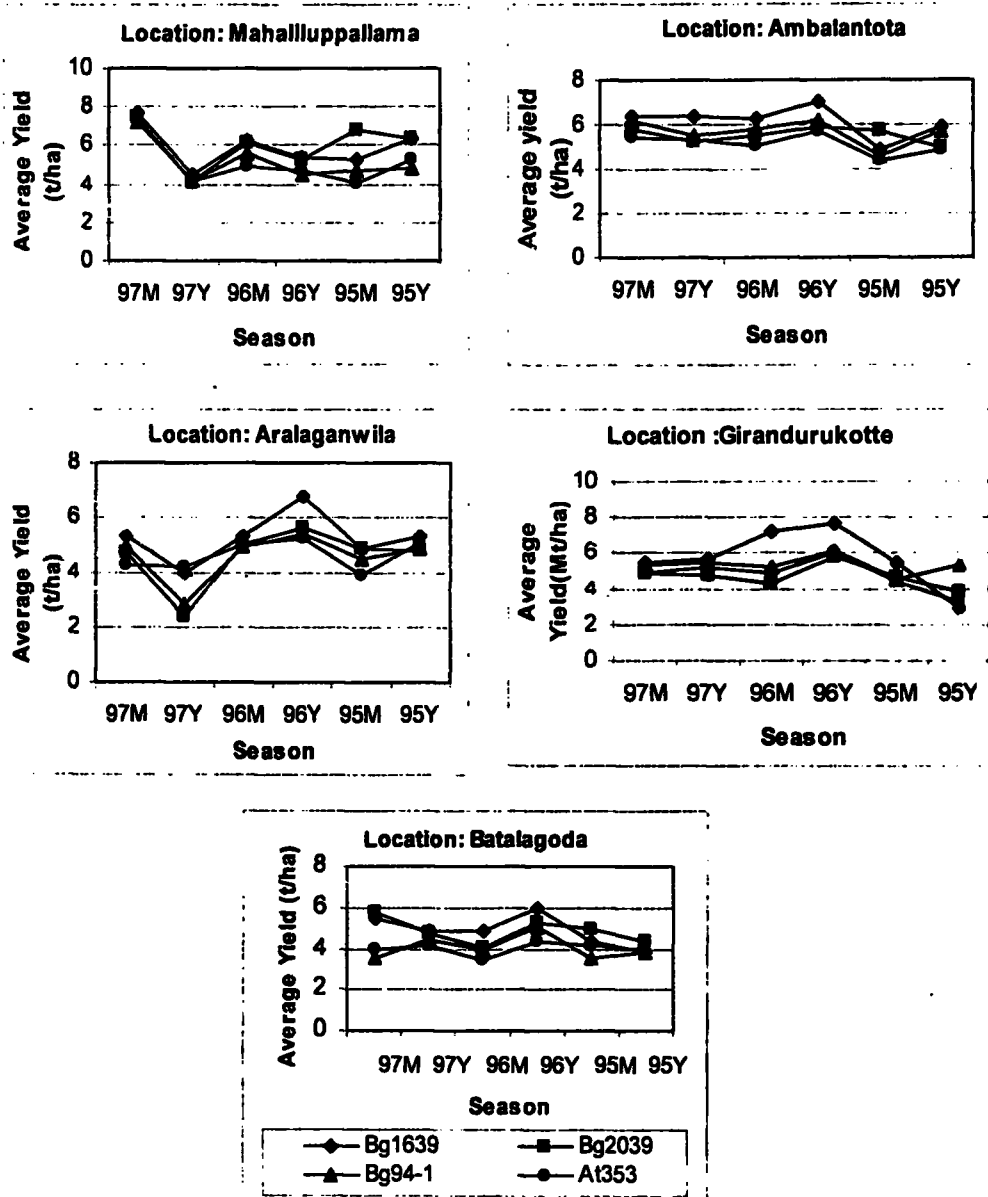 Location: Mahallluppallama
Average Yield
(t/ha)
10
8
6
4
2
0
97M 97Y 96M 96Y 95M 95Y
Season
Location: Ambalantota
Average yield
(t/ha)
8
6
4
2
0
97M 97Y 96M 96Y 95M 95Y
Season
Location: Aralaganwila
Average Yield
(t/ha)
8
6
4
2
0
97M 97Y 96M 96Y 95M 95Y
Season
Location :Girandurukotte
Average
Yield(Mt/ha)
10
8
6
4
2
0
97M 97Y 96M 96Y 95M 95Y
Season
Location: Batalagoda
Average Yield (t/ha)
8
6
4
2
0
97M 97Y 96M 96Y 95M 95Y
Season
Bg1639 Bg2039
Bg94-1 At353